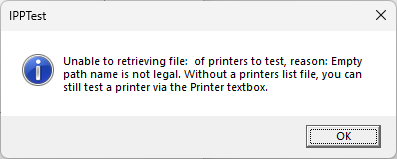 IPPTest
Unable to retrieving file:  of printers to test, reason: Empty
path name is not legal. Without a printers list file, you can
still test a printer via the Printer textbox.
OK